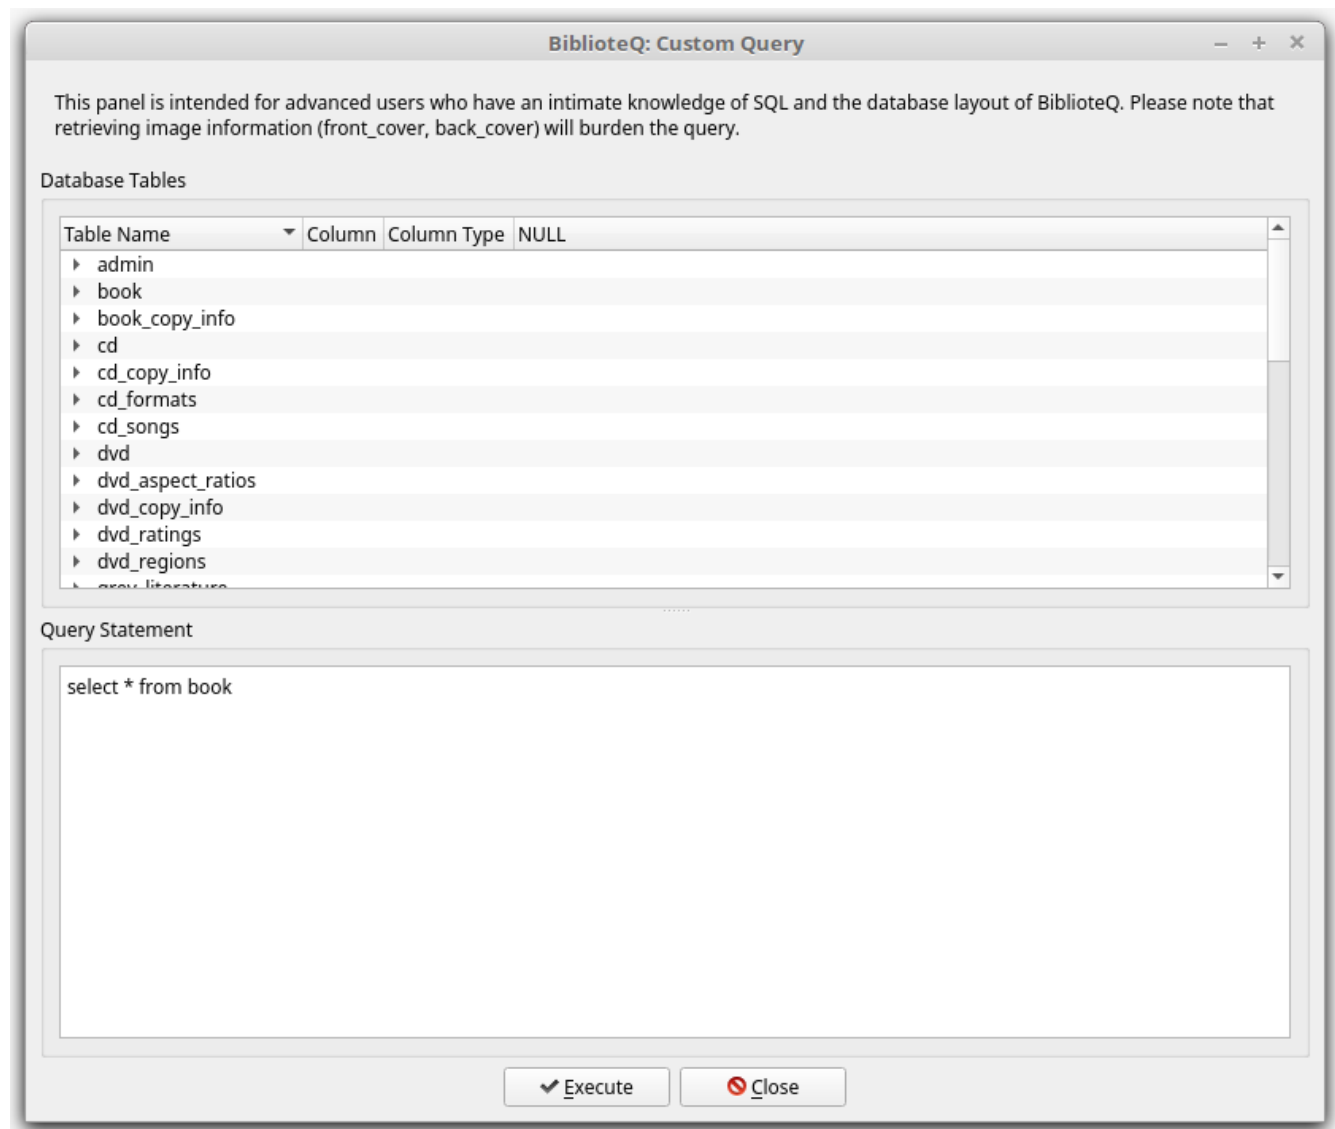 BiblioteQ: Custom Query
This panel is intended for advanced users who have an intimate knowledge of SQL and the database layout of BiblioteQ. Please note that
retrieving image information (front_cover, back_cover) will burden the query.
Database Tables
Table Name Column Column Type NULL
admin
book
book_copy_info
cd
cd_copy_info
cd_formats
cd_songs
dvd
dvd_aspect_ratios
dvd_copy_info
dvd_ratings
dvd_regions
grey_literature
Query Statement
select * from book
Execute Close